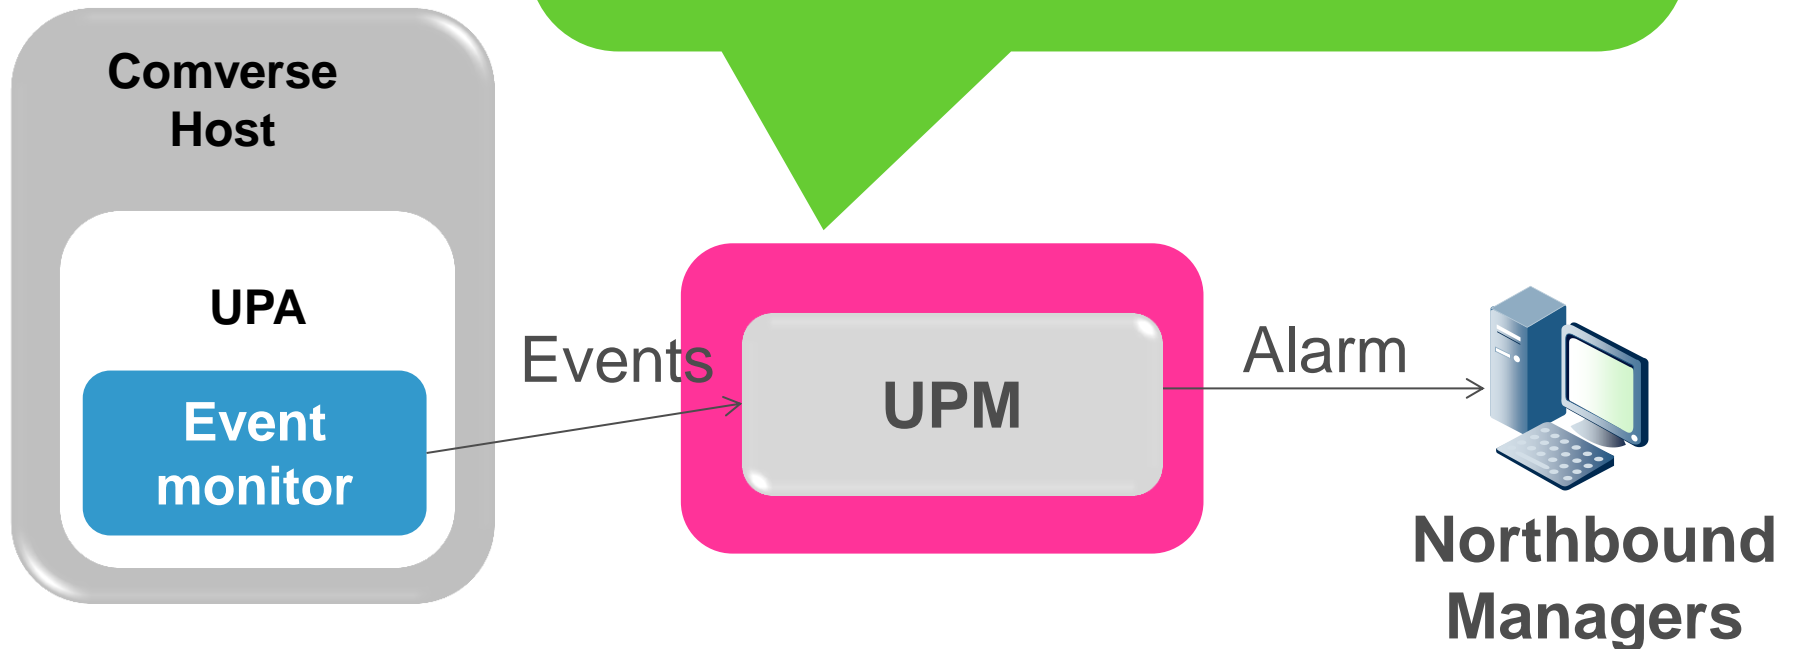 Comverse
Host
UPA
Event
monitor
Events
UPM
Alarm
Northbound
Managers